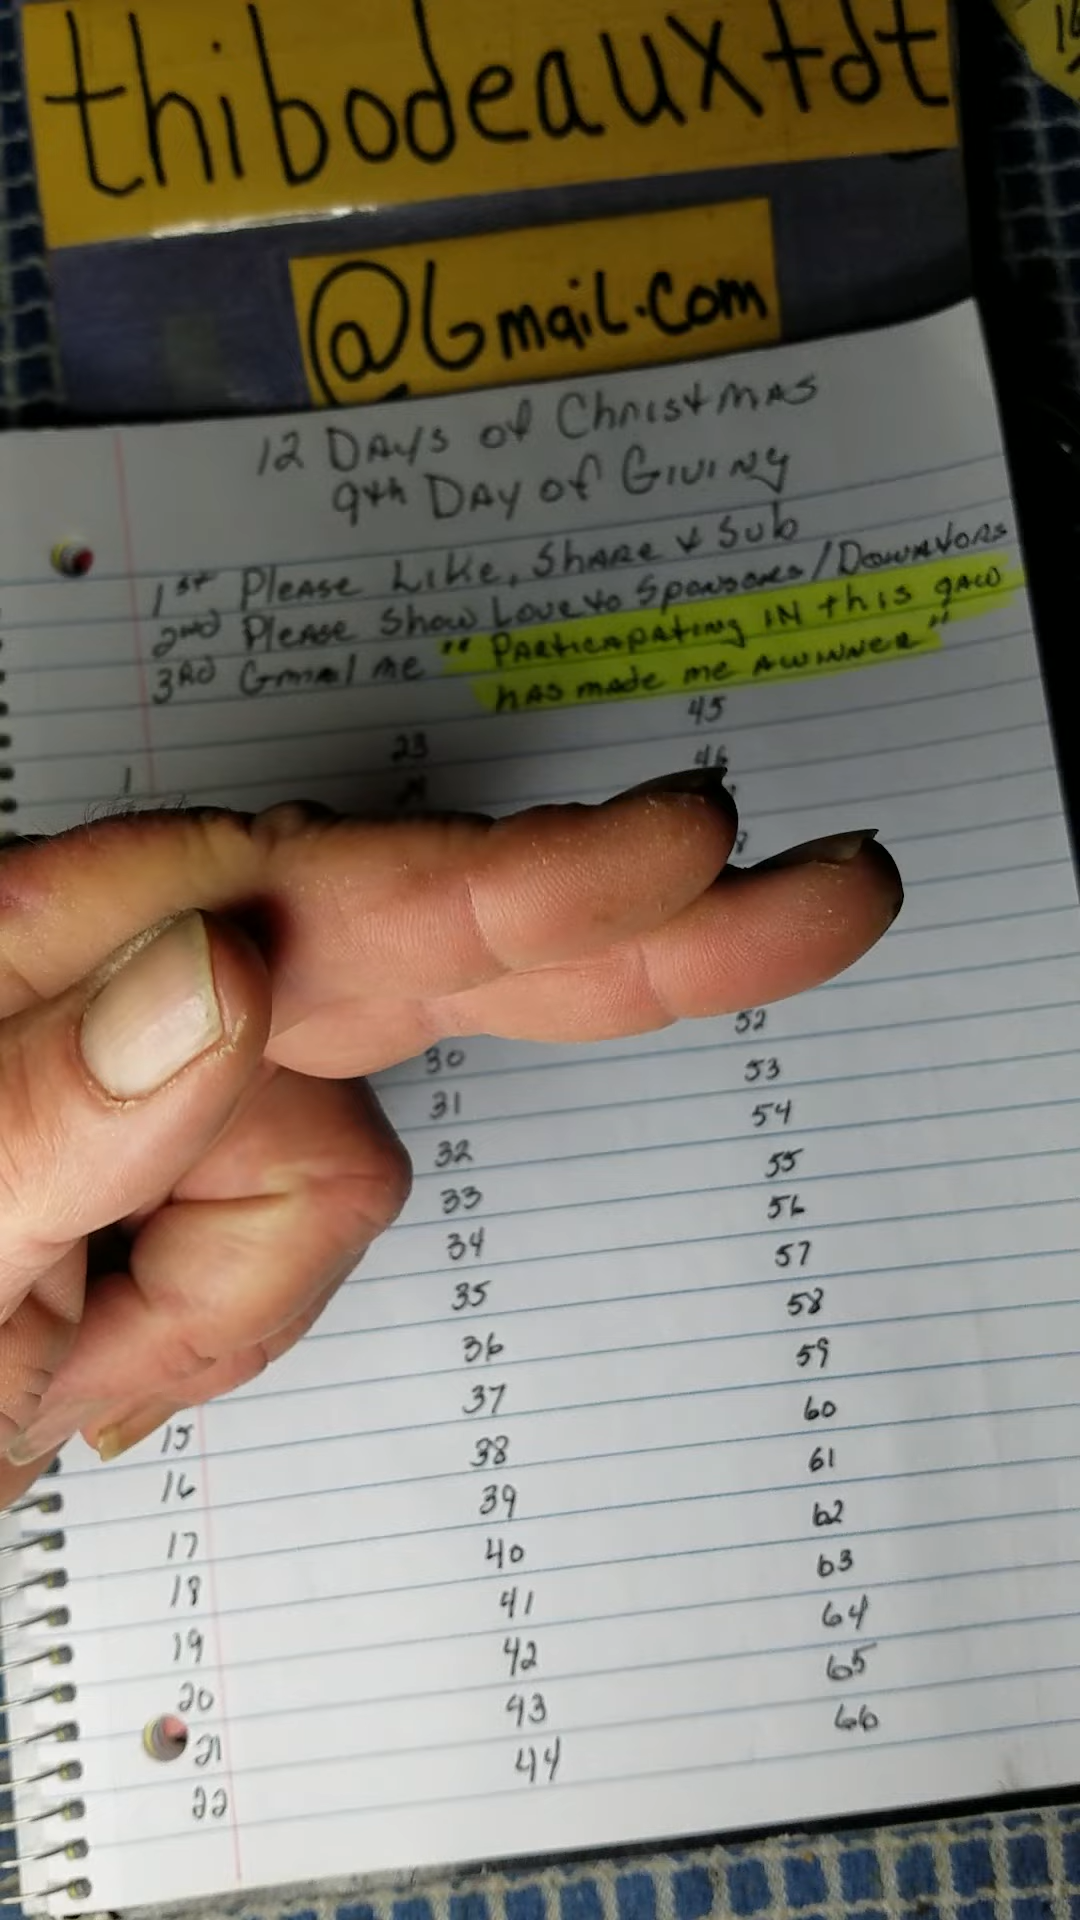 thibodeauxtdt
@Gmail.com
12 DAYS of Christmas
9th DAY of Giving
1st Please Like, Share & Sub
2nd Please Show Love to Sponsors/Downators
3RD Gmail me "Particapating IN this gaw
has made me a winner"
1 23 45
46
52
30 53
31 54
32 55
33 56
34 57
35 58
36 59
37 60
15 38 61
16 39 62
17 40 63
18 41 64
19 42 65
20 43 66
21 44
22